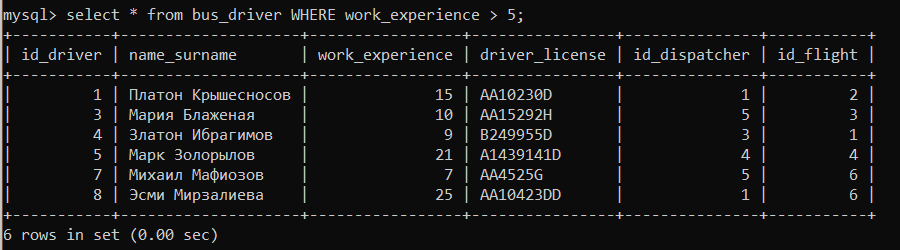 mysql> select * from bus_driver WHERE work_experience > 5;
+-----------+-------------------+-----------------+----------------+---------------+-----------+
| id_driver | name_surname | work_experience | driver_license | id_dispatcher | id_flight |
+-----------+-------------------+-----------------+----------------+---------------+-----------+
| 1 | Платон Крышесносов | 15 | AA10230D | 1 | 2 |
| 3 | Мария Блаженая | 10 | AA15292H | 5 | 3 |
| 4 | Златон Ибрагимов | 9 | B249955D | 3 | 1 |
| 5 | Марк Золорылов | 21 | A1439141D | 4 | 4 |
| 7 | Михаил Мафиозов | 7 | AA4525G | 5 | 6 |
| 8 | Эсми Мирзалиева | 25 | AA10423DD | 1 | 6 |
+-----------+-------------------+-----------------+----------------+---------------+-----------+
6 rows in set (0.00 sec)